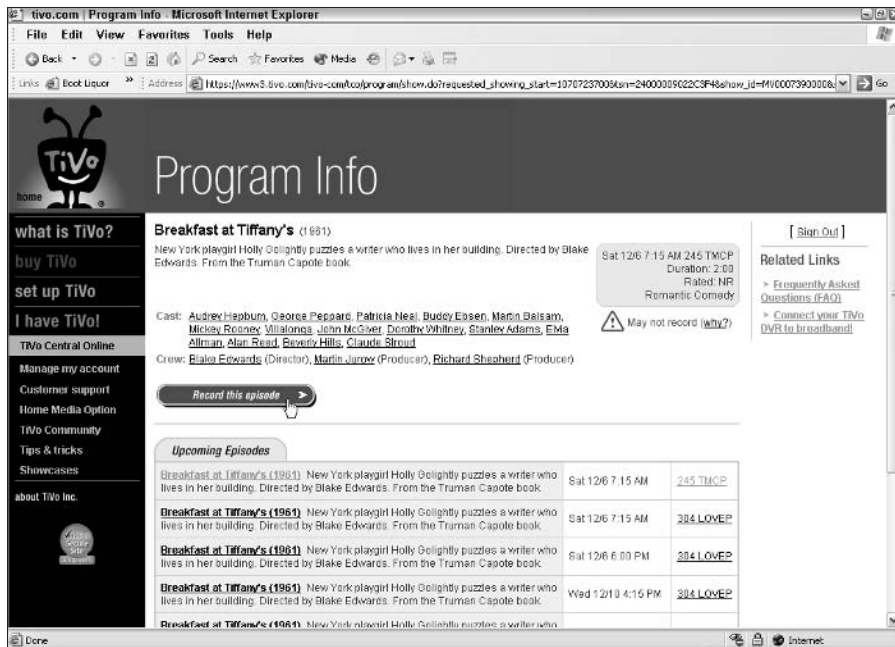 tivo.com | Program Info - Microsoft Internet Explorer
File Edit View Favorites Tools Help
Back Search Favorites Media
Links Boot Liquor » Address Go
TiVo
home
Program Info
what is TiVo?
buy TiVo
set up TiVo
I have TiVo!
TiVo Central Online
Manage my account
Customer support
Home Media Option
TiVo Community
Tips & tricks
Showcases
about TiVo Inc.
Breakfast at Tiffany's (1961)
New York playgirl Holly Golightly puzzles a writer who lives in her building. Directed by Blake
Edwards. From the Truman Capote book.
Sat 12/6 7:15 AM 245 TMCP
Duration: 2:00
Rated: NR
Romantic Comedy
May not record (why?)
Cast: Audrey Hepburn, George Peppard, Patricia Neal, Buddy Ebsen, Martin Balsam,
Mickey Rooney, Villalonga, John McGiver, Dorothy Whitney, Stanley Adams, Elvia
Allman, Alan Reed, Beverly Hills, Claude Stroud
Crew: Blake Edwards (Director), Martin Jurow (Producer), Richard Shepherd (Producer)
Record this episode
Upcoming Episodes
Breakfast at Tiffany's (1961) New York playgirl Holly Golightly puzzles a writer who
lives in her building. Directed by Blake Edwards. From the Truman Capote book.
Sat 12/6 7:15 AM 245 TMCP
Breakfast at Tiffany's (1961) New York playgirl Holly Golightly puzzles a writer who
lives in her building. Directed by Blake Edwards. From the Truman Capote book.
Sat 12/6 7:15 AM 304 LOVEP
Breakfast at Tiffany's (1961) New York playgirl Holly Golightly puzzles a writer who
lives in her building. Directed by Blake Edwards. From the Truman Capote book.
Sat 12/6 6:00 PM 304 LOVEP
Breakfast at Tiffany's (1961) New York playgirl Holly Golightly puzzles a writer who
lives in her building. Directed by Blake Edwards. From the Truman Capote book.
Wed 12/10 4:15 PM 304 LOVEP
Breakfast at Tiffany's (1961) New York playgirl Holly Golightly puzzles a writer who
[ Sign Out ]
Related Links
Frequently Asked
Questions (FAQ)
Connect your TiVo
DVR to broadband!
Done
Internet